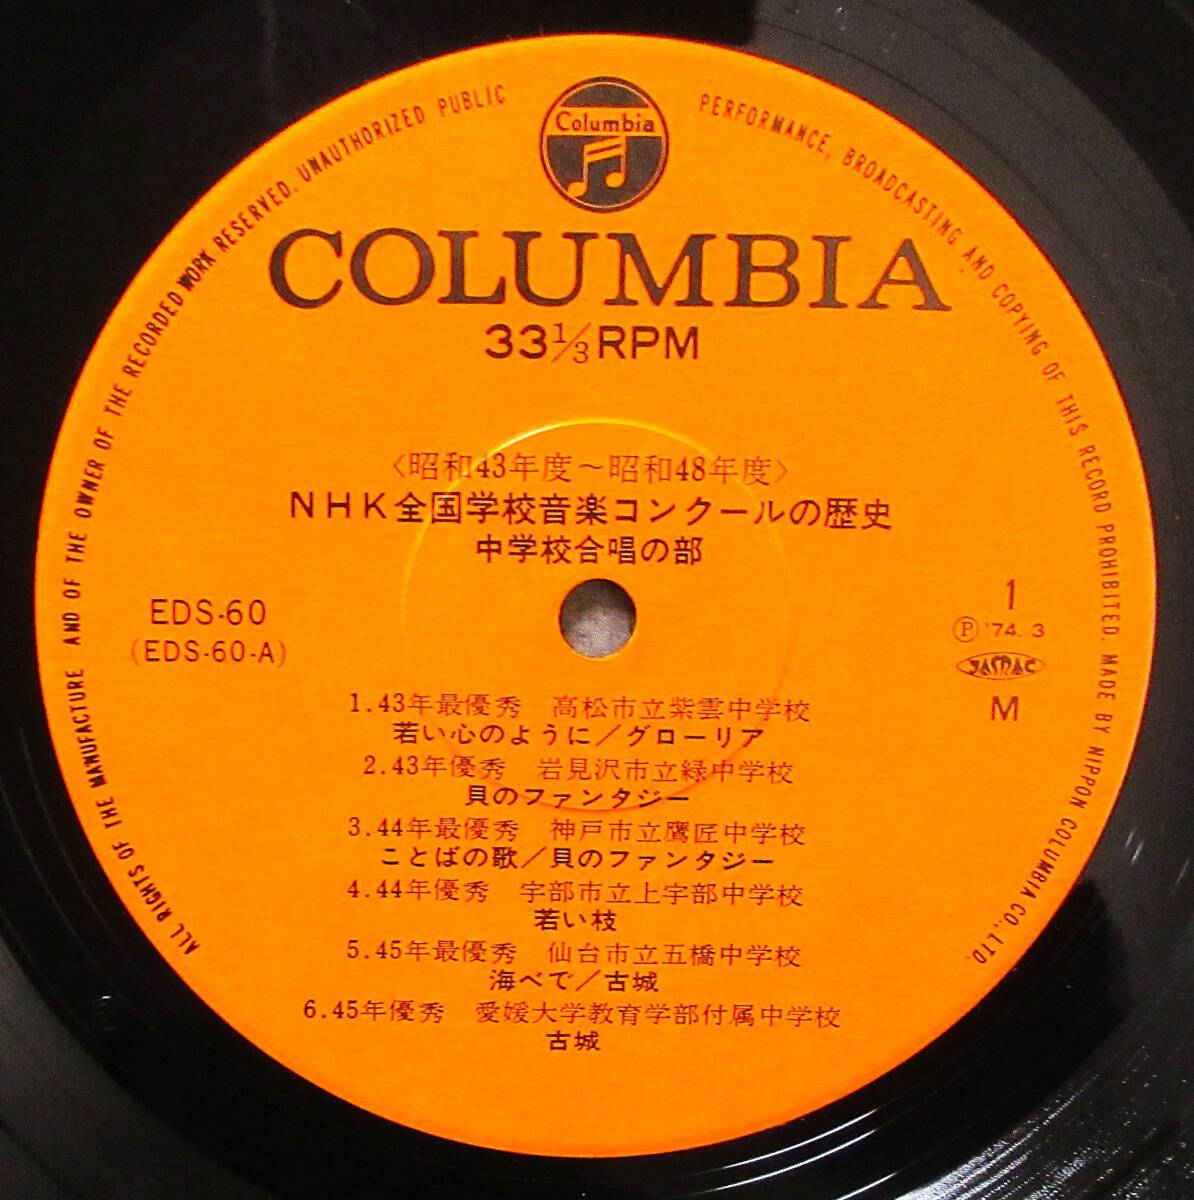 ALL RIGHTS OF THE MANUFACTURE AND OF THE OWNER OF THE RECORDED WORK RESERVED. UNAUTHORIZED PUBLIC PERFORMANCE, BROADCASTING AND COPYING OF THIS RECORD PROHIBITED. MADE BY NIPPON COLUMBIA CO., LTD.
Columbia
COLUMBIA
33 1/3 RPM
〈昭和43年度〜昭和48年度〉
NHK全国学校音楽コンクールの歴史
中学校合唱の部
EDS-60
(EDS-60-A)
1
Ⓟ '74. 3
JASRAC
M
1.43年最優秀 高松市立紫雲中学校
若い心のように/グローリア
2.43年優秀 岩見沢市立緑中学校
貝のファンタジー
3.44年最優秀 神戸市立鷹匠中学校
ことばの歌/貝のファンタジー
4.44年優秀 宇部市立上宇部中学校
若い枝
5.45年最優秀 仙台市立五橋中学校
海べで/古城
6.45年優秀 愛媛大学教育学部付属中学校
古城